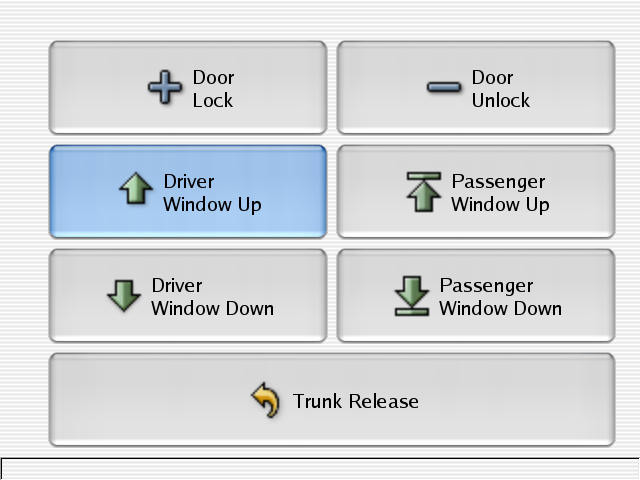 Door
Lock
Door
Unlock
Driver
Window Up
Passenger
Window Up
Driver
Window Down
Passenger
Window Down
Trunk Release